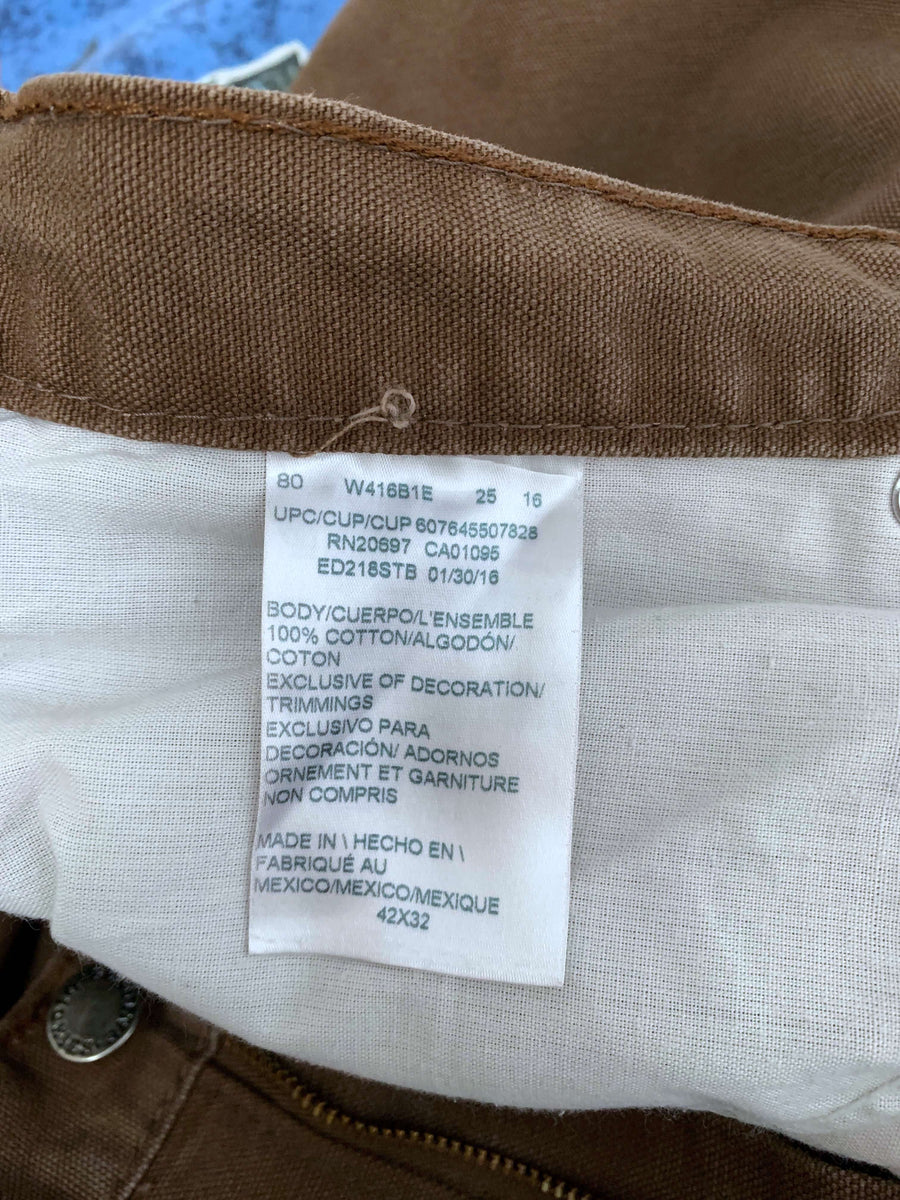 80 W416B1E 25 16
UPC/CUP/CUP 607645507828
RN20697 CA01095
ED218STB 01/30/16
BODY/CUERPO/L'ENSEMBLE
100% COTTON/ALGODÓN/
COTON
EXCLUSIVE OF DECORATION/
TRIMMINGS
EXCLUSIVO PARA
DECORACIÓN/ ADORNOS
ORNEMENT ET GARNITURE
NON COMPRIS
MADE IN \ HECHO EN \
FABRIQUÉ AU
MEXICO/MEXICO/MEXIQUE
42X32